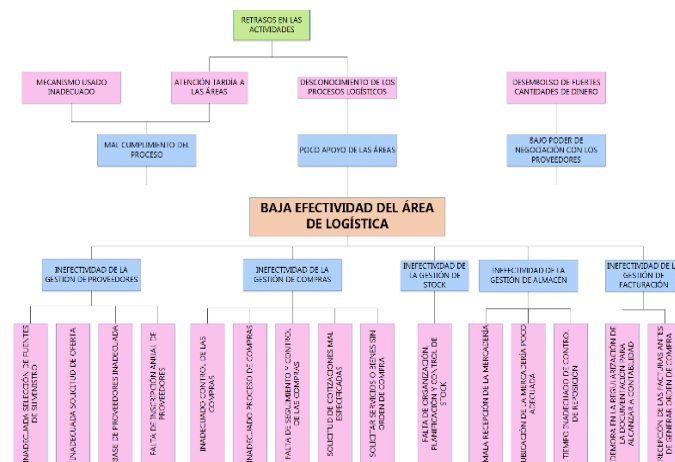 RETRASOS EN LAS
ACTIVIDADES
MECANISMO USADO
INADECUADO
ATENCIÓN TARDÍA A
LAS ÁREAS
DESCONOCIMIENTO DE LOS
PROCESOS LOGÍSTICOS
DESEMBOLSO DE FUERTES
CANTIDADES DE DINERO
MAL CUMPLIMIENTO DEL
PROCESO
POCO APOYO DE LAS ÁREAS
BAJO PODER DE
NEGOCIACIÓN CON LOS
PROVEEDORES
BAJA EFECTIVIDAD DEL ÁREA
DE LOGÍSTICA
INEFECTIVIDAD DE LA
GESTIÓN DE PROVEEDORES
INEFECTIVIDAD DE LA
GESTIÓN DE COMPRAS
INEFECTIVIDAD DE
LA GESTIÓN DE
STOCK
INEFECTIVIDAD DE LA
GESTIÓN DE ALMACÉN
INEFECTIVIDAD DE LA
GESTIÓN DE
FACTURACIÓN
INADECUADA SELECCIÓN DE FUENTES
DE SUMINISTRO
INADECUADA SOLICITUD DE OFERTA
BASE DE PROVEEDORES INADECUADA
FALTA DE INSCRIPCIÓN ANUAL DE
PROVEEDORES
INADECUADO CONTROL DE LAS
COMPRAS
INADECUADO PROCESO DE COMPRAS
FALTA DE SEGUIMIENTO Y CONTROL
DE LAS COMPRAS
SOLICITUD DE COTIZACIONES MAL
ESPECIFICADAS
SOLICITAR SERVICIOS O BIENES SIN
ORDEN DE COMPRA
FALTA DE ORGANIZACIÓN,
PLANIFICACIÓN Y CONTROL DE
STOCK
MALA RECEPCIÓN DE LA MERCADERÍA
UBICACIÓN DE LA MERCADERÍA POCO
ADECUADA
TIEMPO INADECUADO DE CONTROL
DE REPOSICIÓN
DEMORA EN LA REGULARIZACIÓN DE
LA DOCUMENTACIÓN PARA
ALCANZAR A CONTABILIDAD
RECEPCIÓN DE LAS FACTURAS ANTES
DE GENERAR ORDEN DE COMPRA